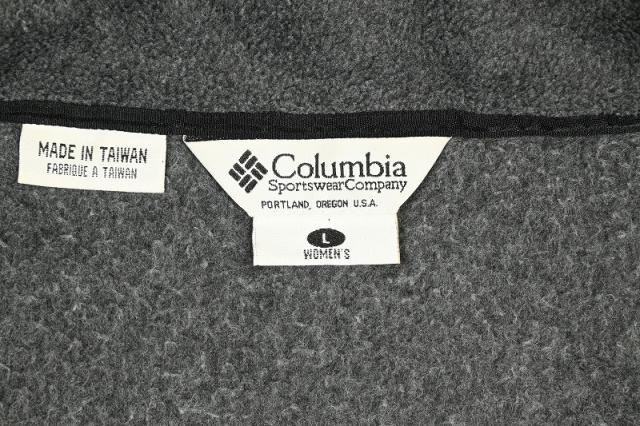 MADE IN TAIWAN
FABRIQUE A TAIWAN
Columbia
SportswearCompany
PORTLAND, OREGON U.S.A.
L
WOMEN'S